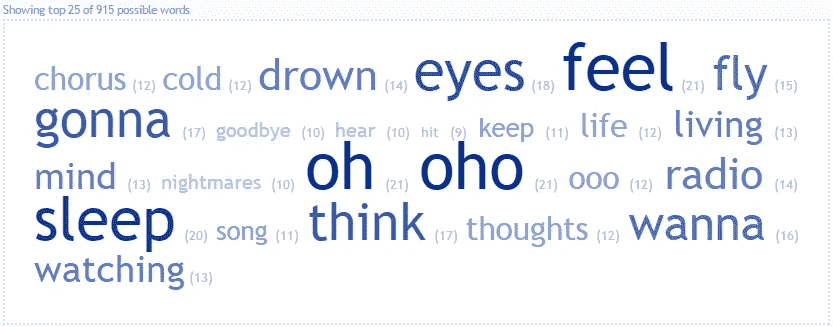 Showing top 25 of 915 possible words
chorus (12) cold (12) drown (14) eyes (18) feel (21) fly (15)
gonna (17) goodbye (10) hear (10) hit (9) keep (11) life (12) living (13)
mind (13) nightmares (10) oh (21) oho (21) ooo (12) radio (14)
sleep (20) song (11) think (17) thoughts (12) wanna (16)
watching (13)